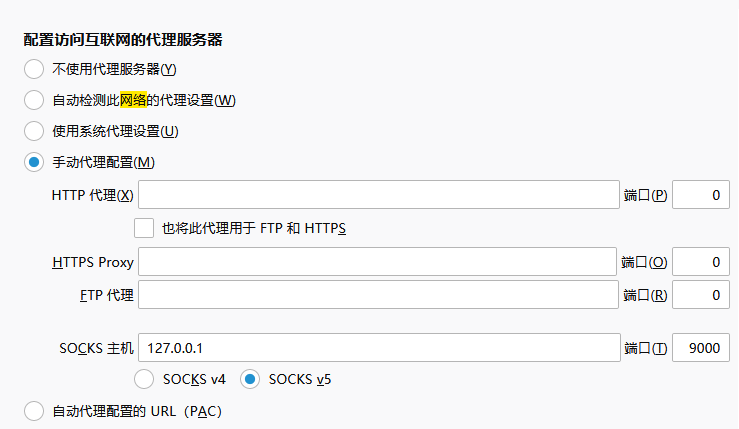 配置访问互联网的代理服务器
不使用代理服务器(Y)
自动检测此网络的代理设置(W)
使用系统代理设置(U)
手动代理配置(M)
HTTP 代理(X) 端口(P) 0
也将此代理用于 FTP 和 HTTPS
HTTPS Proxy 端口(O) 0
FTP 代理 端口(R) 0
SOCKS 主机 127.0.0.1 端口(T) 9000
SOCKS v4 SOCKS v5
自动代理配置的 URL（PAC）